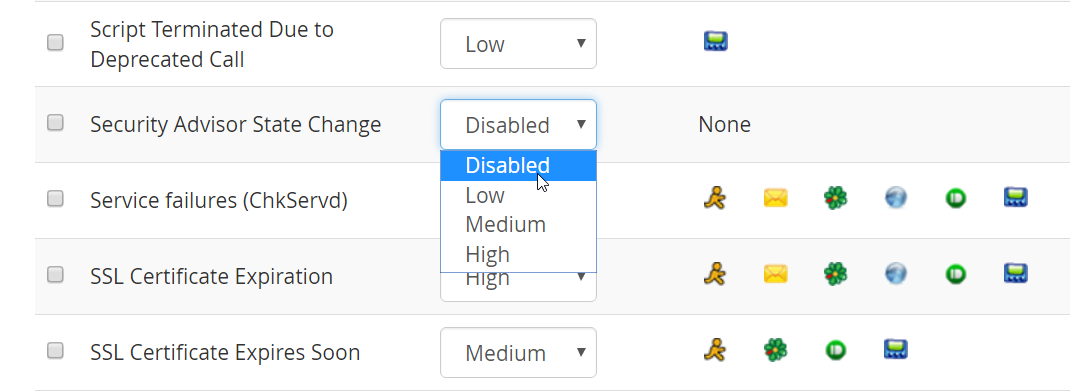 Script Terminated Due to
Deprecated Call
Low
Security Advisor State Change
Disabled
None
Disabled
Low
Medium
High
Service failures (ChkServd)
SSL Certificate Expiration
High
SSL Certificate Expires Soon
Medium